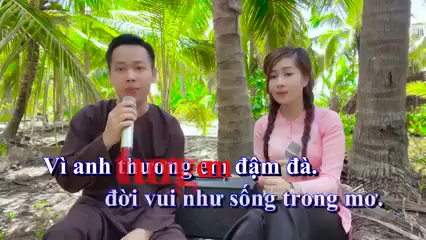 Vì anh thương em đậm đà.
đời vui như sống trong mơ.